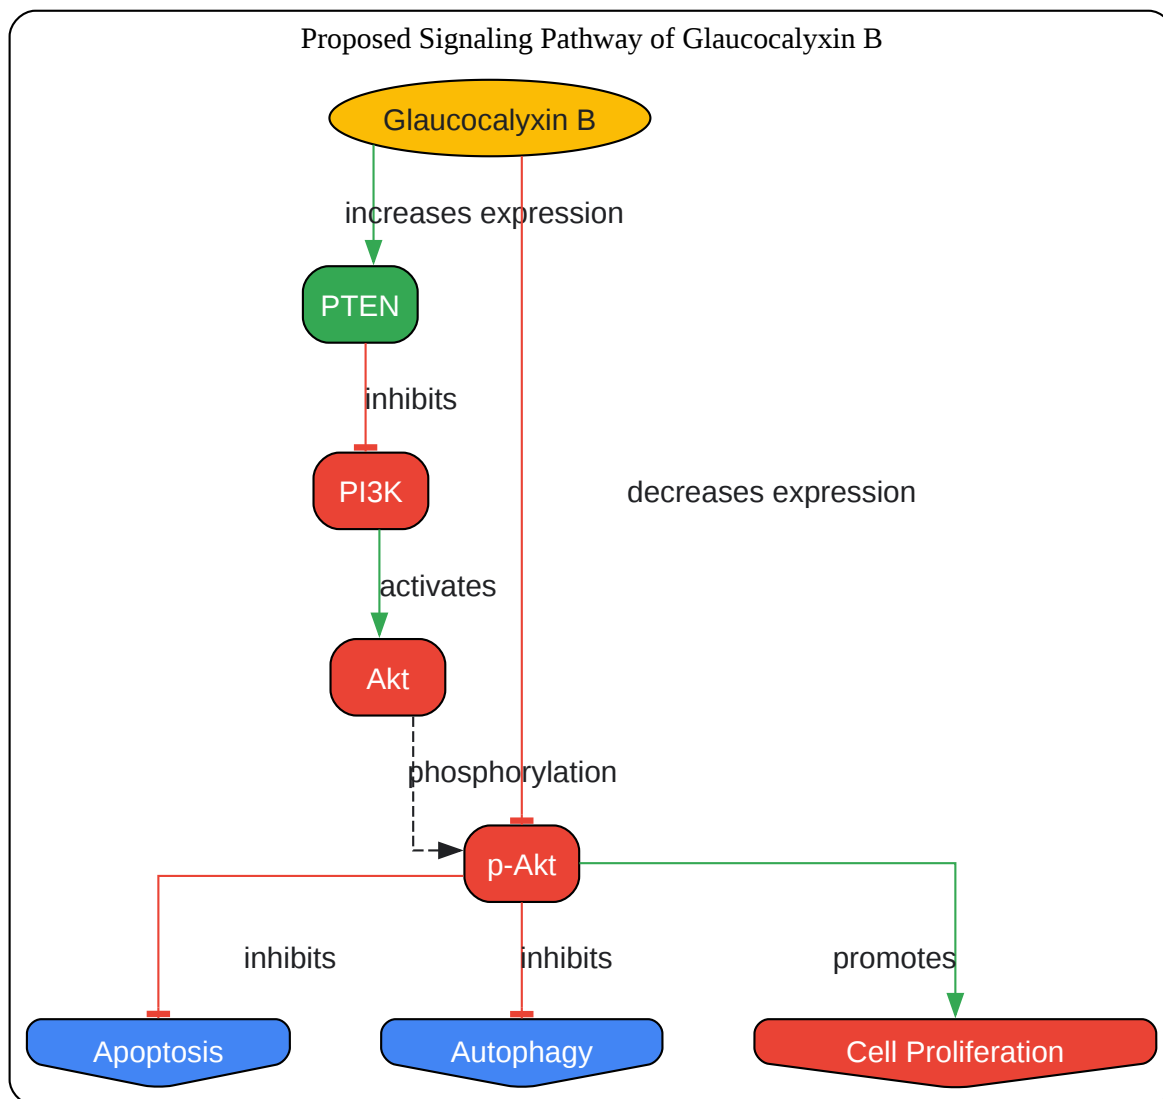 Proposed Signaling Pathway of Glaucocalyxin B
Glaucocalyxin B
increases expression
PTEN
inhibits
PI3K
decreases expression
activates
Akt
phosphorylation
p-Akt
inhibits
inhibits
promotes
Apoptosis
Autophagy
Cell Proliferation